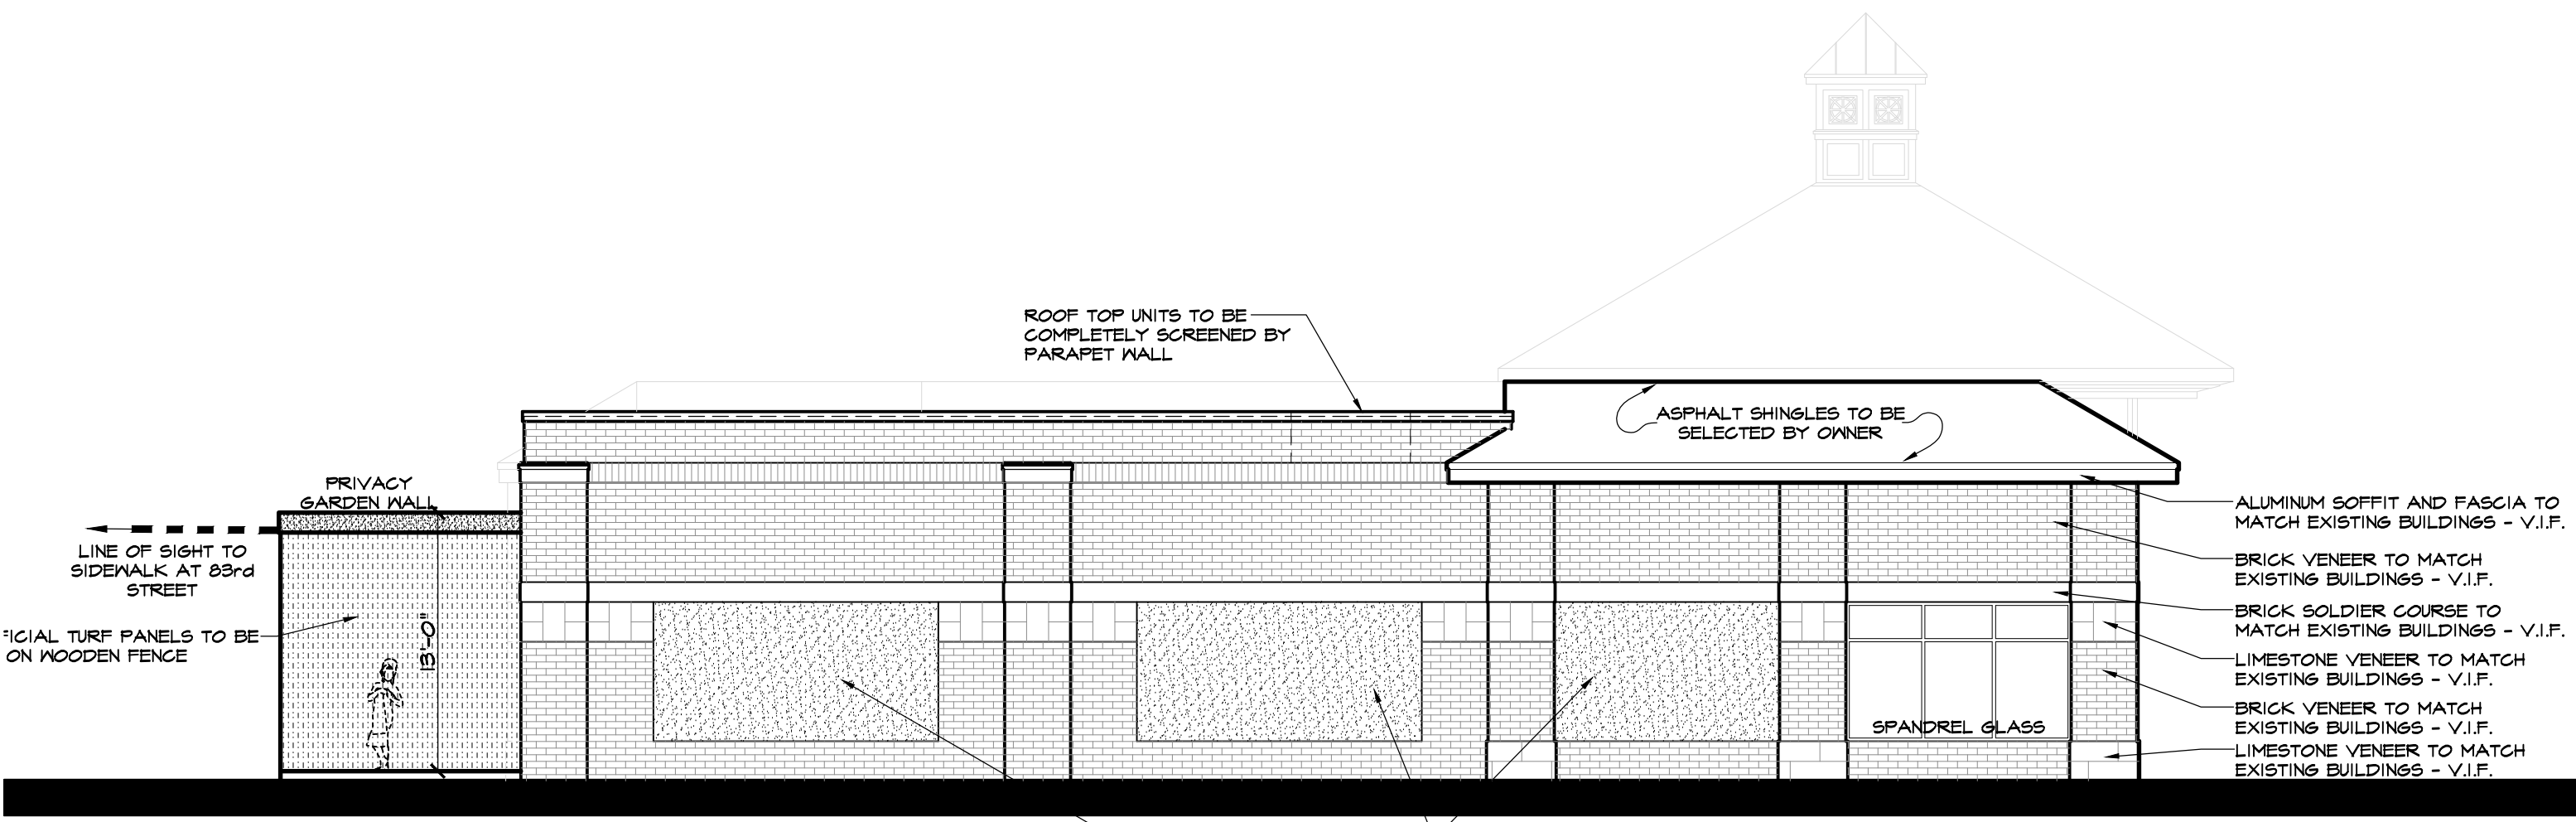 ROOF TOP UNITS TO BE
COMPLETELY SCREENED BY
PARAPET WALL
ASPHALT SHINGLES TO BE
SELECTED BY OWNER
PRIVACY
GARDEN WALL
LINE OF SIGHT TO
SIDEWALK AT 83rd
STREET
TURF PANELS TO BE
ON WOODEN FENCE
13'-0"
SPANDREL GLASS
ALUMINUM SOFFIT AND FASCIA TO
MATCH EXISTING BUILDINGS - V.I.F.
BRICK VENEER TO MATCH
EXISTING BUILDINGS - V.I.F.
BRICK SOLDIER COURSE TO
MATCH EXISTING BUILDINGS - V.I.F.
LIMESTONE VENEER TO MATCH
EXISTING BUILDINGS - V.I.F.
BRICK VENEER TO MATCH
EXISTING BUILDINGS - V.I.F.
LIMESTONE VENEER TO MATCH
EXISTING BUILDINGS - V.I.F.